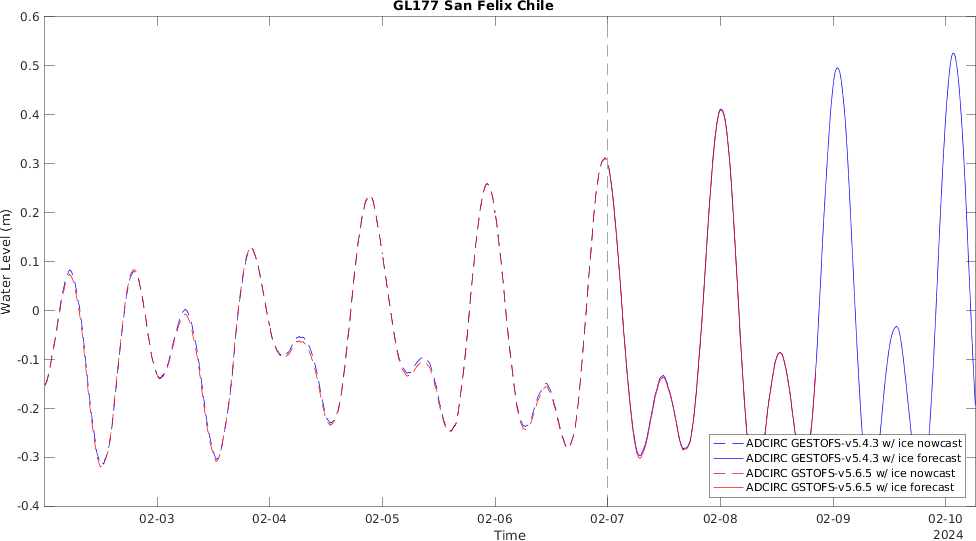 GL177 San Felix Chile
0.6
0.5
0.4
0.3
0.2
0.1
0
-0.1
-0.2
-0.3
-0.4
Water Level (m)
ADCIRC GESTOFS-v5.4.3 w/ ice nowcast
ADCIRC GESTOFS-v5.4.3 w/ ice forecast
ADCIRC GSTOFS-v5.6.5 w/ ice nowcast
ADCIRC GSTOFS-v5.6.5 w/ ice forecast
02-03 02-04 02-05 02-06 02-07 02-08 02-09 02-10
Time
2024